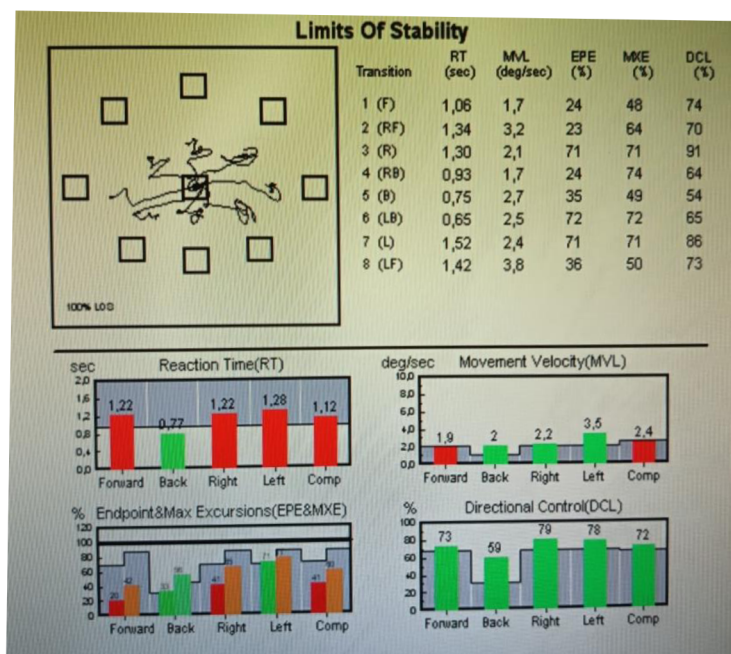 Limits Of Stability
Transition RT (sec) MVL (deg/sec) EPE (%) MXE (%) DCL (%)
1 (F) 1,06 1,7 24 48 74
2 (RF) 1,34 3,2 23 64 70
3 (R) 1,30 2,1 71 71 91
4 (RB) 0,93 1,7 24 74 64
5 (B) 0,75 2,7 35 49 54
6 (LB) 0,65 2,5 72 72 65
7 (L) 1,52 2,4 71 71 86
8 (LF) 1,42 3,8 36 50 73
100% LOS
sec Reaction Time(RT)
2,0
1,6
1,2
0,8
0,4
0,0
1,22 0,77 1,22 1,28 1,12
Forward Back Right Left Comp
deg/sec Movement Velocity(MVL)
10,0
8,0
6,0
4,0
2,0
0,0
1,9 2 2,2 3,5 2,4
Forward Back Right Left Comp
% Endpoint&Max Excursions(EPE&MXE)
120
100
80
60
40
20
0
20 42 33 41 71 41
Forward Back Right Left Comp
% Directional Control(DCL)
100
80
60
40
20
0
73 59 79 78 72
Forward Back Right Left Comp